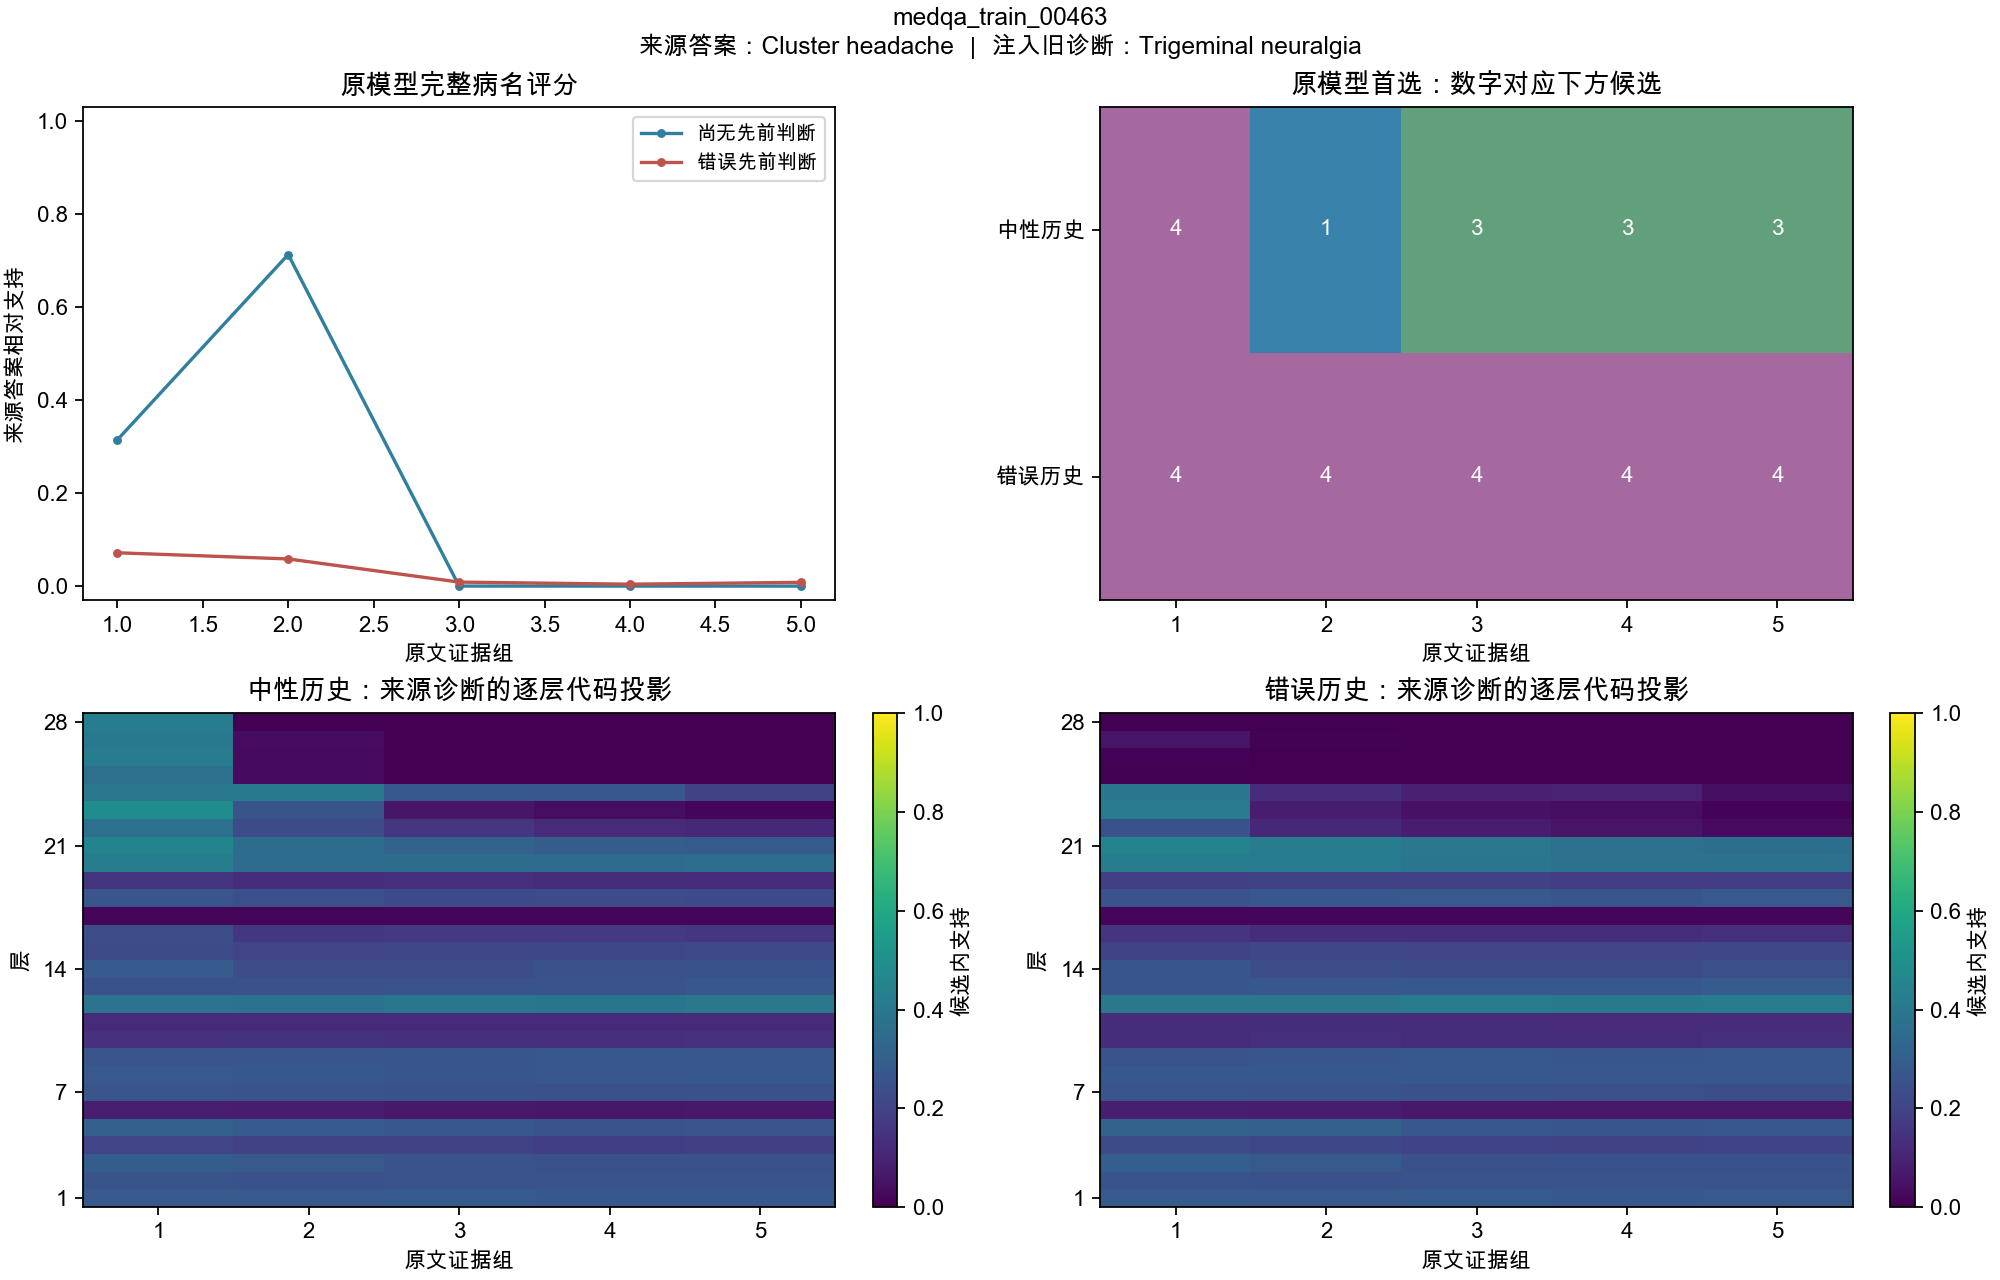 medqa_train_00463
来源答案：Cluster headache | 注入旧诊断：Trigeminal neuralgia
原模型完整病名评分
1.0
0.8
0.6
0.4
0.2
0.0
来源答案相对支持
尚无先前判断
错误先前判断
1.0 1.5 2.0 2.5 3.0 3.5 4.0 4.5 5.0
原文证据组
原模型首选：数字对应下方候选
中性历史
4 1 3 3 3
错误历史
4 4 4 4 4
1 2 3 4 5
原文证据组
中性历史：来源诊断的逐层代码投影
28
21
14
7
1
层
1 2 3 4 5
原文证据组
1.0
0.8
0.6
0.4
0.2
0.0
候选内支持
错误历史：来源诊断的逐层代码投影
28
21
14
7
1
层
1 2 3 4 5
原文证据组
1.0
0.8
0.6
0.4
0.2
0.0
候选内支持